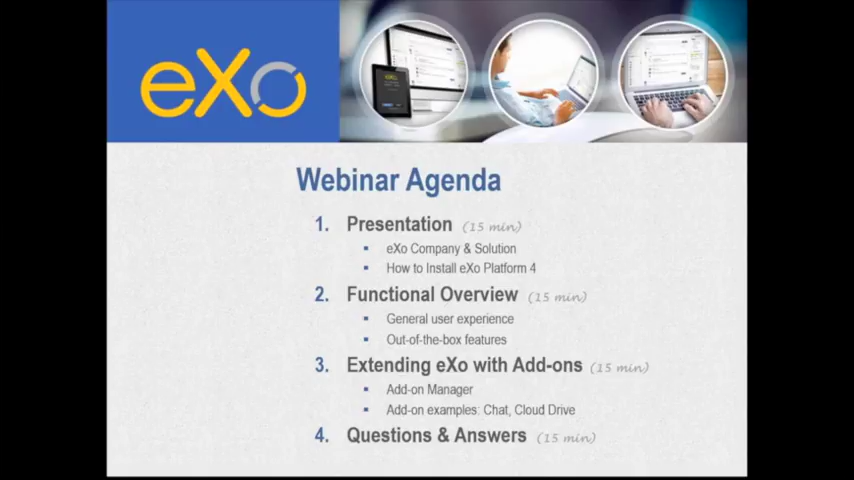 eXo
Webinar Agenda
1. Presentation (15 min)
▪ eXo Company & Solution
▪ How to Install eXo Platform 4
2. Functional Overview (15 min)
▪ General user experience
▪ Out-of-the-box features
3. Extending eXo with Add-ons (15 min)
▪ Add-on Manager
▪ Add-on examples: Chat, Cloud Drive
4. Questions & Answers (15 min)